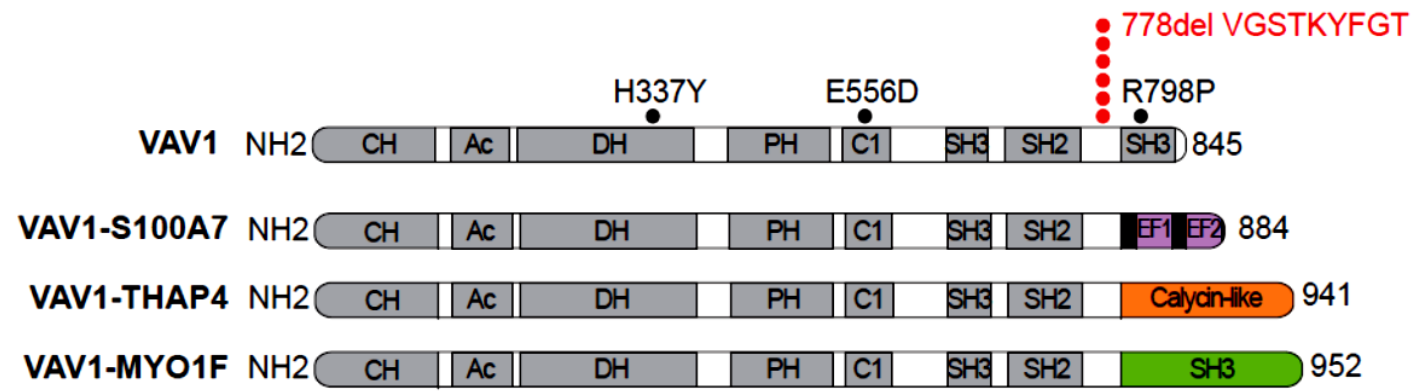 778del VGSTKYFGT
H337Y E556D R798P
VAV1 NH2 CH Ac DH PH C1 SH3 SH2 SH3 845
VAV1-S100A7 NH2 CH Ac DH PH C1 SH3 SH2 EF1 EF2 884
VAV1-THAP4 NH2 CH Ac DH PH C1 SH3 SH2 Calycin-like 941
VAV1-MYO1F NH2 CH Ac DH PH C1 SH3 SH2 SH3 952